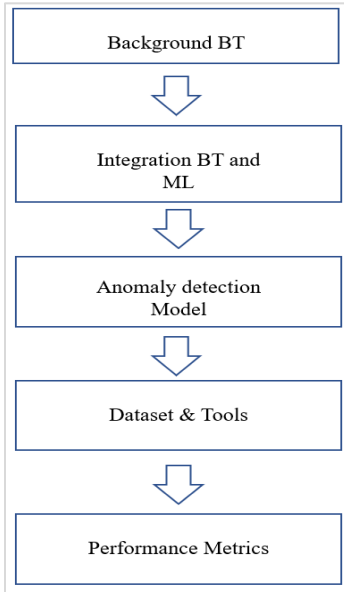 Background BT
Integration BT and
ML
Anomaly detection
Model
Dataset & Tools
Performance Metrics